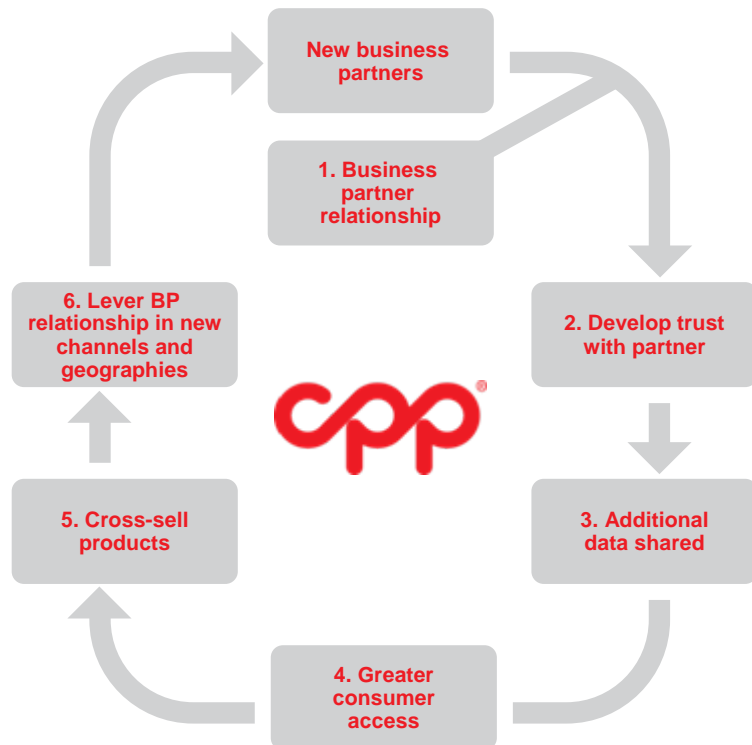 New business
partners
1. Business
partner
relationship
2. Develop trust
with partner
3. Additional
data shared
4. Greater
consumer
access
5. Cross-sell
products
6. Lever BP
relationship in new
channels and
geographies
cpp®